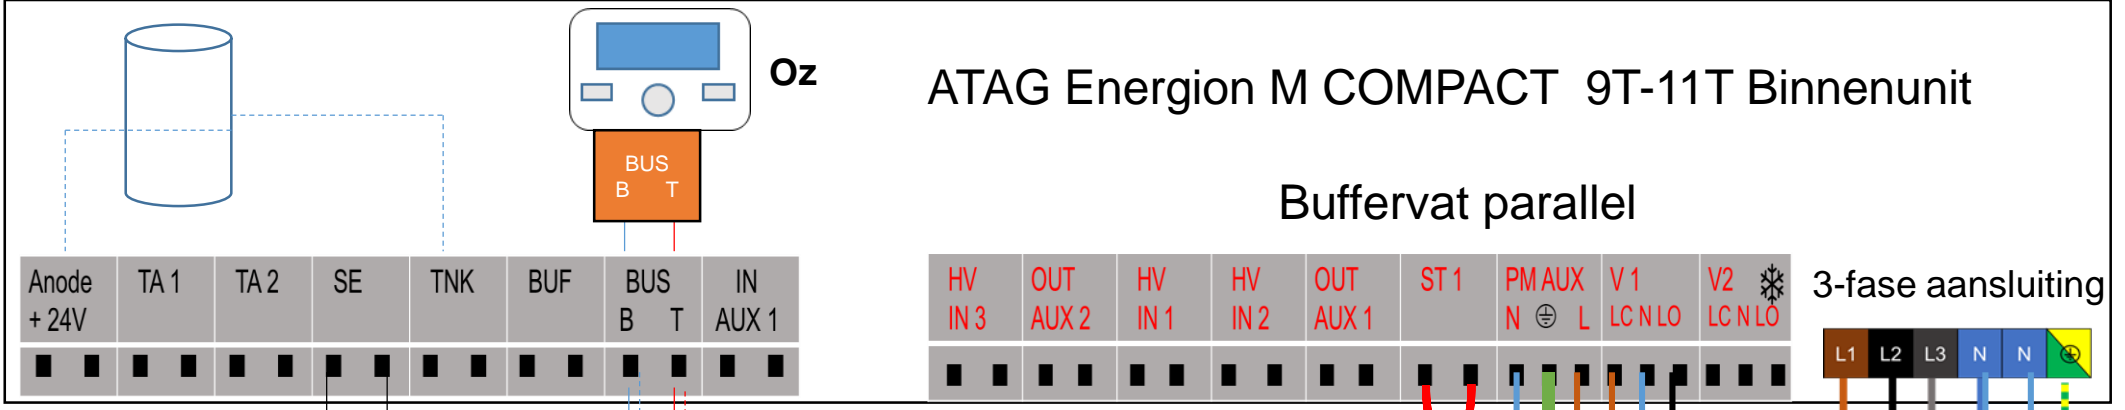 Oz
ATAG Energion M COMPACT 9T-11T Binnenunit
BUS
B T
Buffervat parallel
Anode TA 1 TA 2 SE TNK BUF BUS IN
+ 24V B T AUX 1
HV OUT HV HV OUT ST 1 PM AUX V 1 V2
IN 3 AUX 2 IN 1 IN 2 AUX 1 N L LC N LO LC N LO
3-fase aansluiting
L1 L2 L3 N N